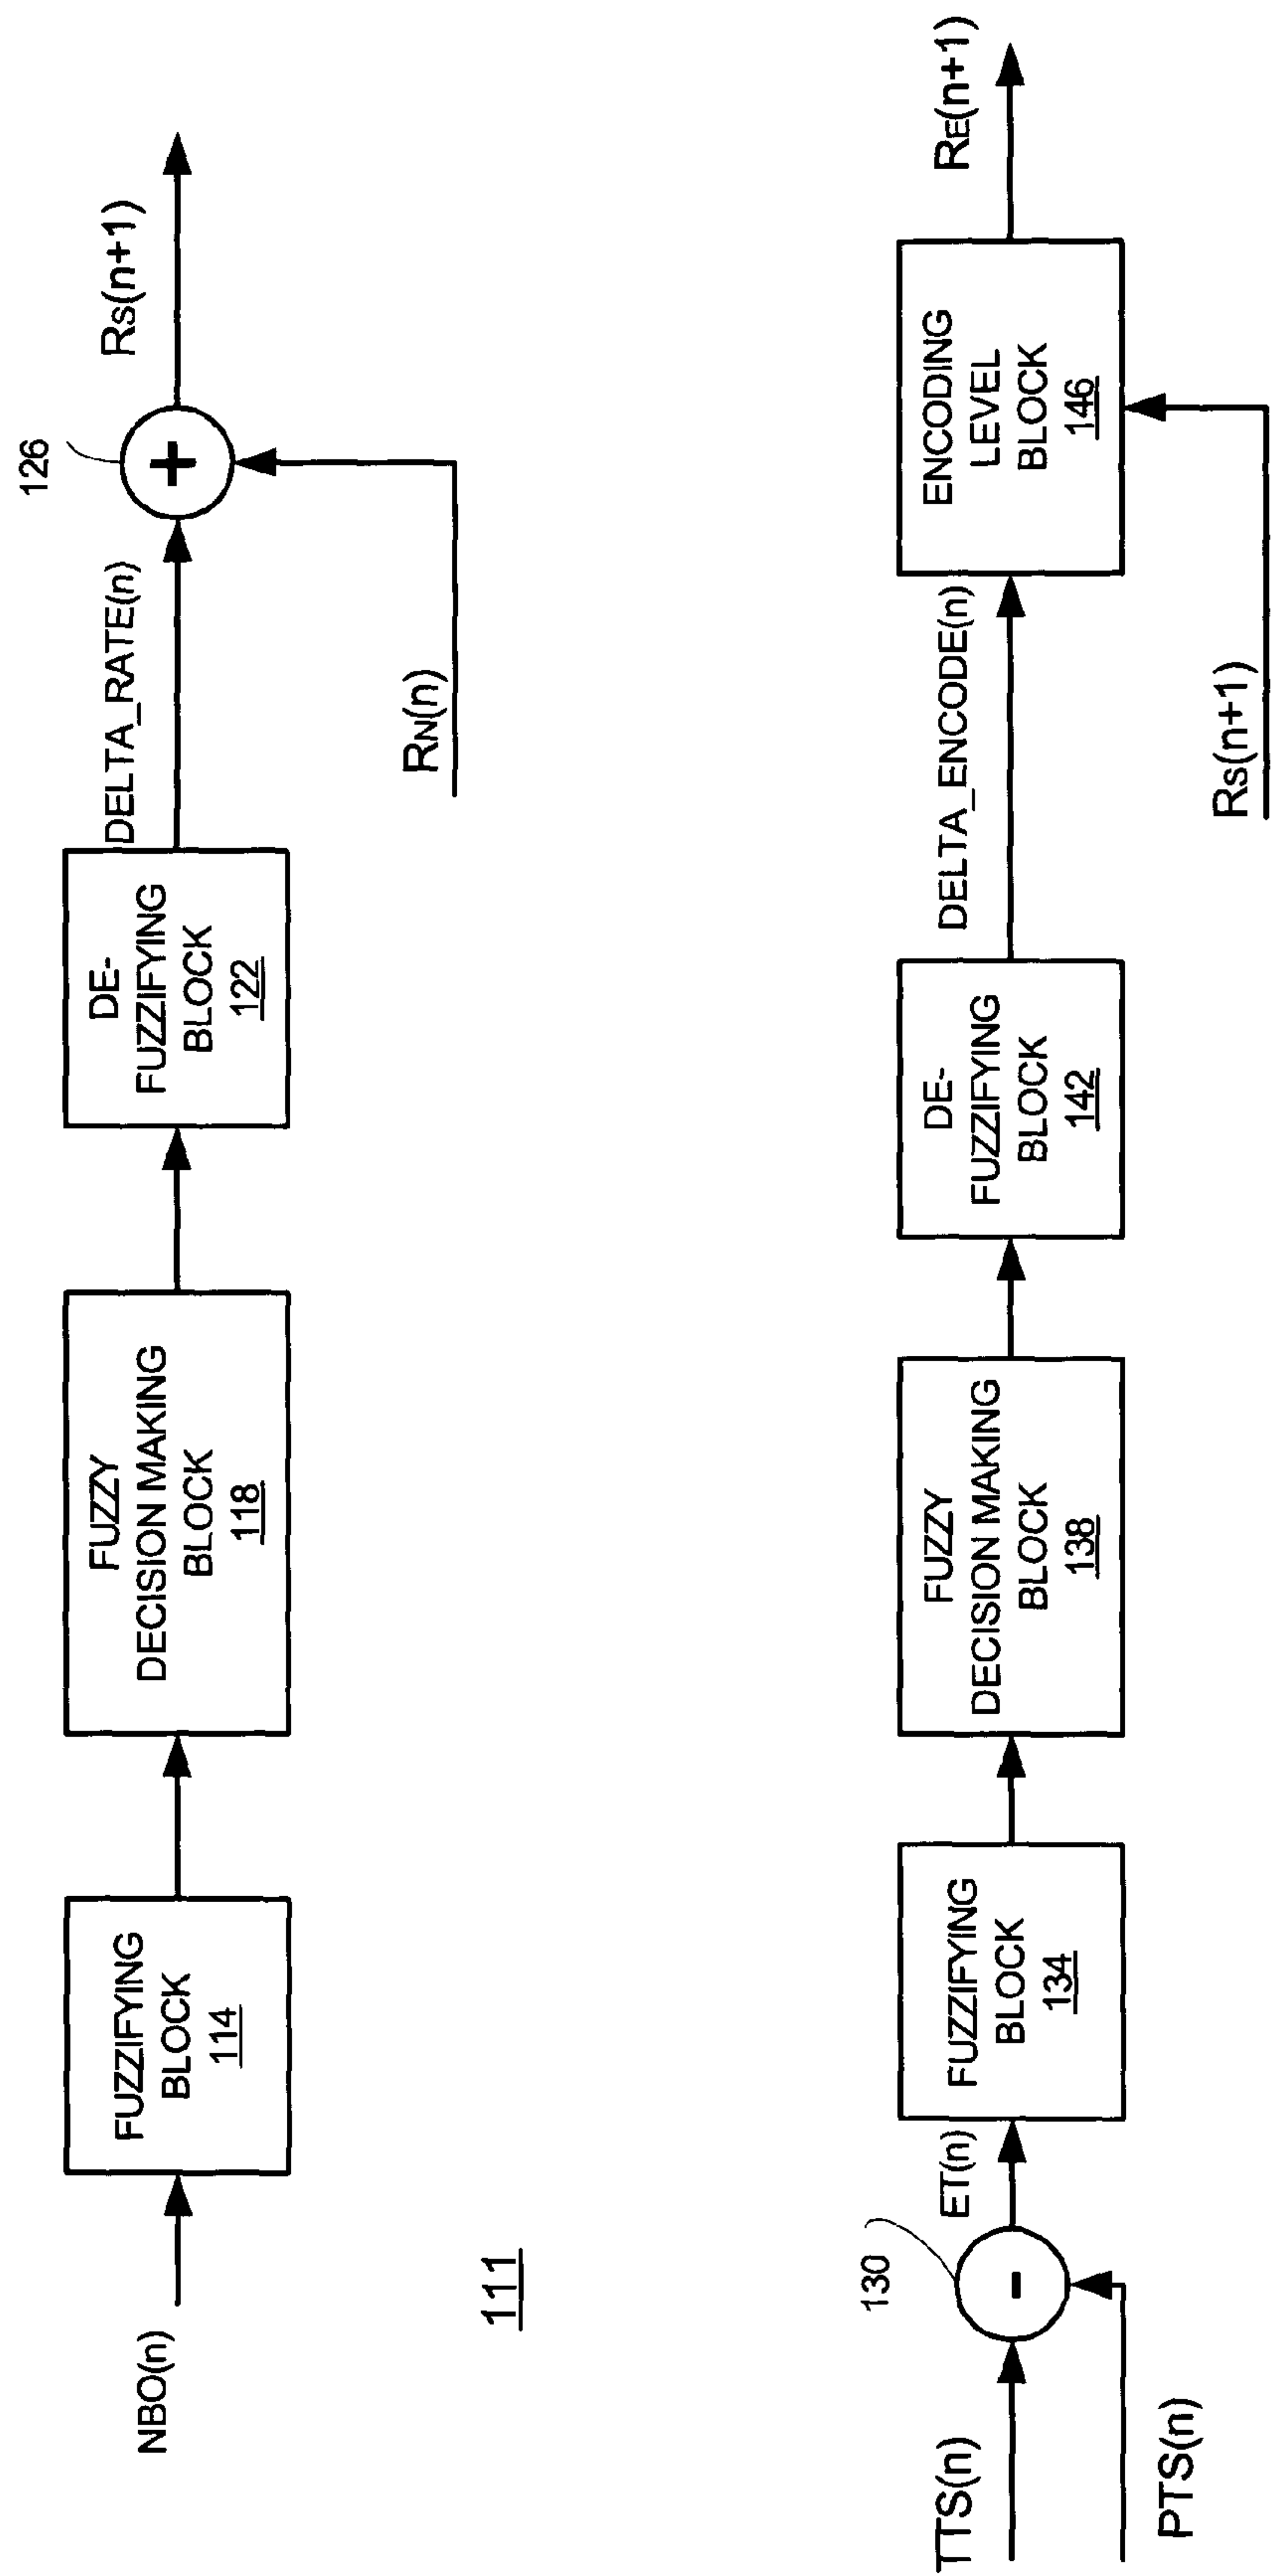 NBO(n)
FUZZIFYING
BLOCK
114
FUZZY
DECISION MAKING
BLOCK
118
DE-
FUZZIFYING
BLOCK
122
DELTA_RATE(n)
126
+
RN(n)
RS(n+1)
111
TTS(n)
PTS(n)
130
-
ET(n)
FUZZIFYING
BLOCK
134
FUZZY
DECISION MAKING
BLOCK
138
DE-
FUZZIFYING
BLOCK
142
DELTA_ENCODE(n)
RS(n+1)
ENCODING
LEVEL
BLOCK
146
RE(n+1)